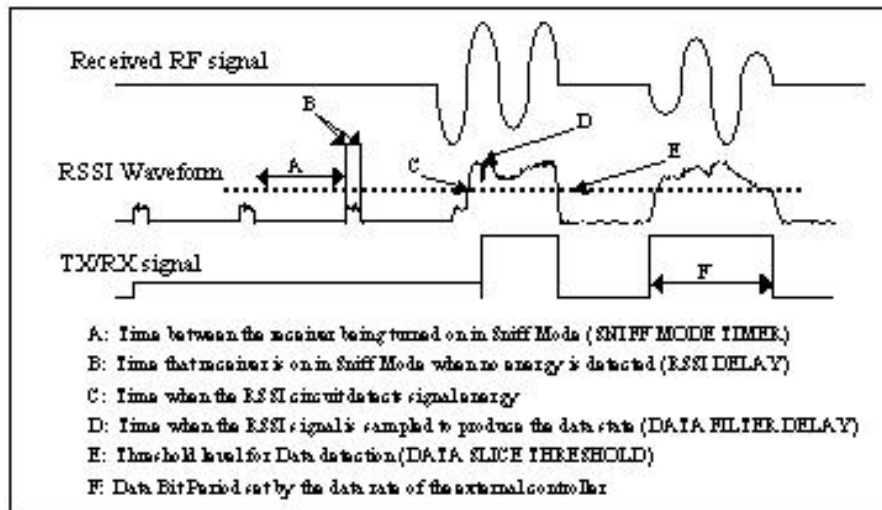 Received RF signal
B
D
RSSI Waveform
A
C
E
TX/RX signal
F
A: Time between the receiver being turned on in Sniff Mode (SNIFF MODE TIMER)
B: Time that receiver is on in Sniff Mode when no energy is detected (RSSI DELAY)
C: Time when the RSSI circuit detects signal energy
D: Time when the RSSI signal is sampled to produce the data state (DATA FILTER DELAY)
E: Threshold level for Data detection (DATA SLICE THRESHOLD)
F: Data Bit Period set by the data rate of the external controller